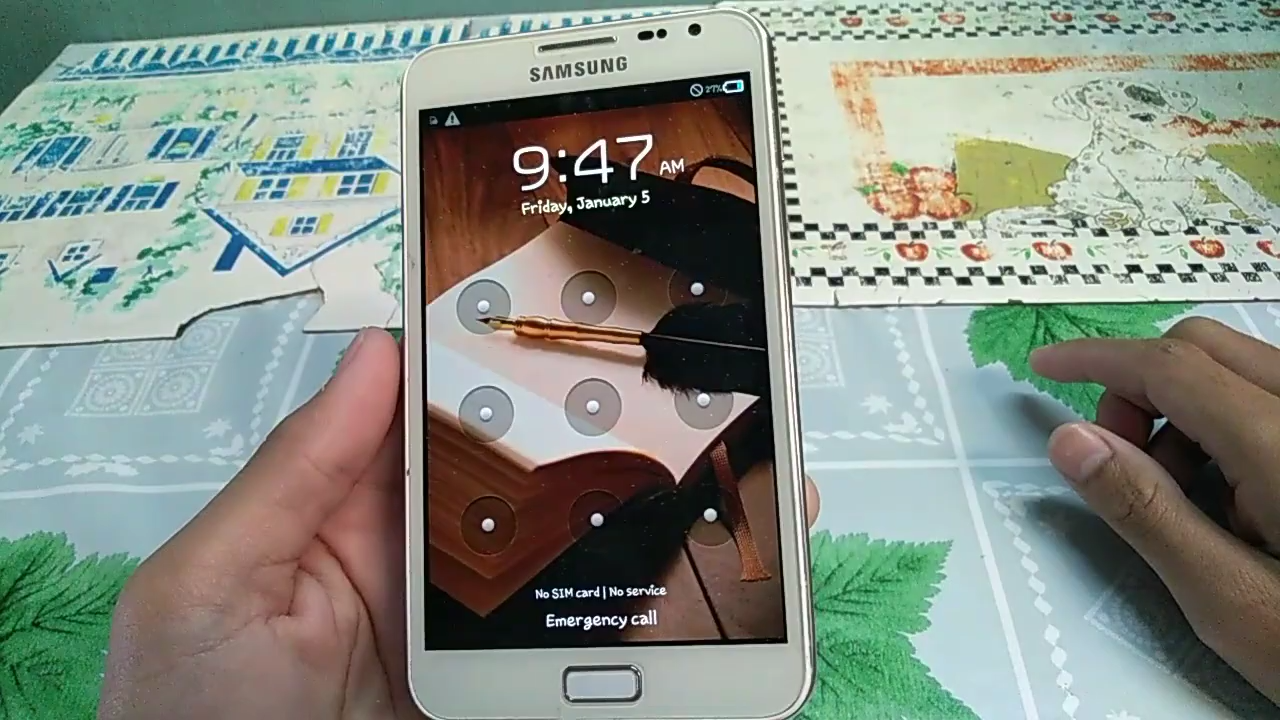 SAMSUNG
27%
9:47 AM
Friday, January 5
No SIM card | No service
Emergency call